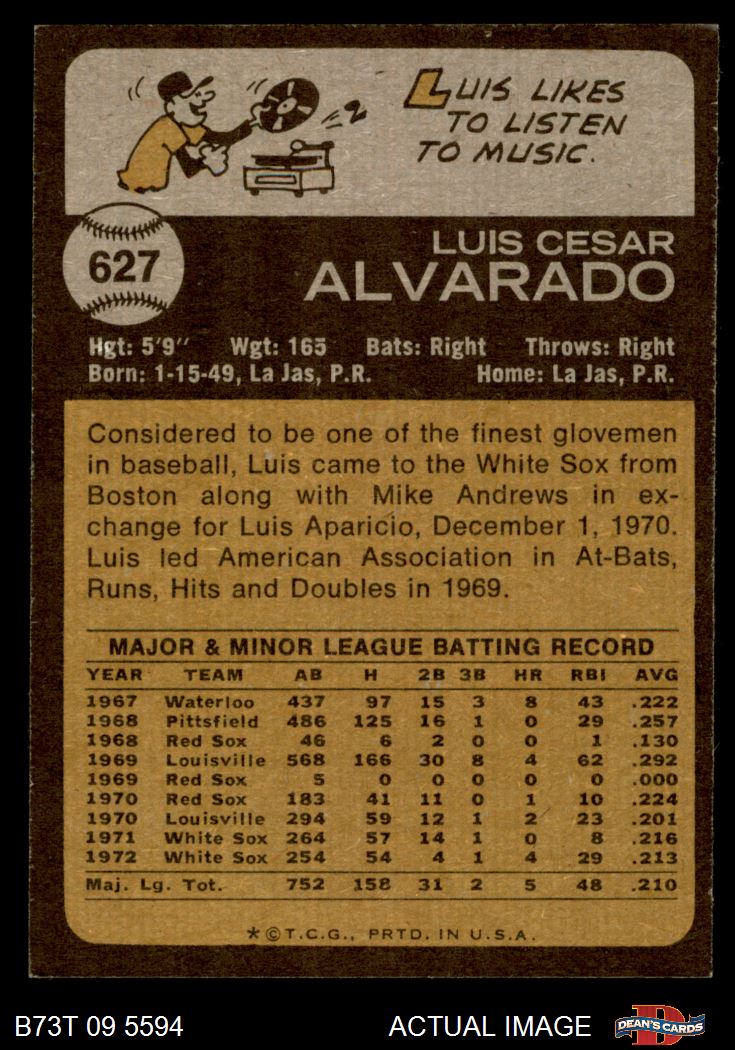 LUIS LIKES
TO LISTEN
TO MUSIC.
627
LUIS CESAR
ALVARADO
Hgt: 5'9" Wgt: 165 Bats: Right Throws: Right
Born: 1-15-49, La Jas, P.R. Home: La Jas, P.R.
Considered to be one of the finest glovemen
in baseball, Luis came to the White Sox from
Boston along with Mike Andrews in ex-
change for Luis Aparicio, December 1, 1970.
Luis led American Association in At-Bats,
Runs, Hits and Doubles in 1969.
MAJOR & MINOR LEAGUE BATTING RECORD
YEAR TEAM AB H 2B 3B HR RBI AVG
1967 Waterloo 437 97 15 3 8 43 .222
1968 Pittsfield 486 125 16 1 0 29 .257
1968 Red Sox 46 6 2 0 0 1 .130
1969 Louisville 568 166 30 8 4 62 .292
1969 Red Sox 5 0 0 0 0 0 .000
1970 Red Sox 183 41 11 0 1 10 .224
1970 Louisville 294 59 12 1 2 23 .201
1971 White Sox 264 57 14 1 0 8 .216
1972 White Sox 254 54 4 1 4 29 .213
Maj. Lg. Tot. 752 158 31 2 5 48 .210
*©T.C.G., PRTD. IN U.S.A.
B73T 09 5594 ACTUAL IMAGE DEAN'S CARDS